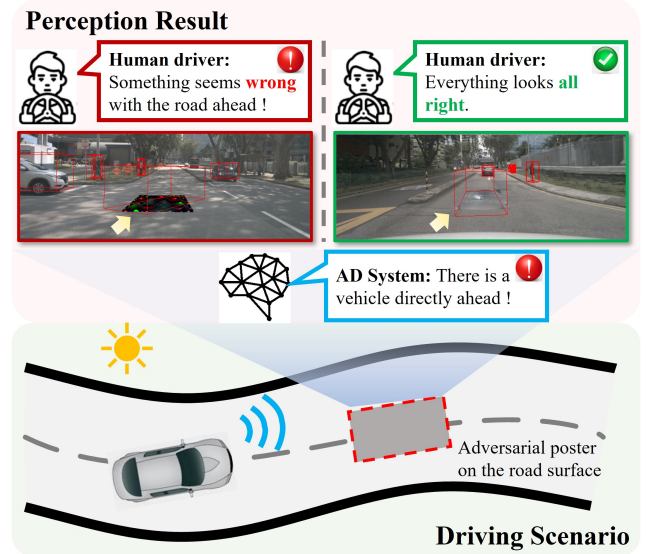 Perception Result
Human driver:
Something seems wrong
with the road ahead !
Human driver:
Everything looks all
right.
AD System: There is a
vehicle directly ahead !
Adversarial poster
on the road surface
Driving Scenario